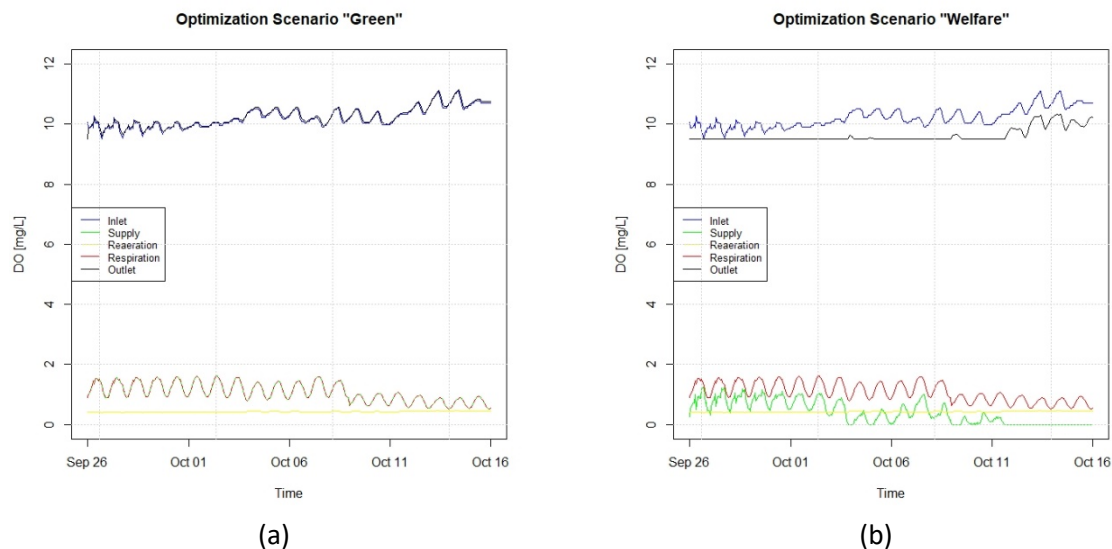 Optimization Scenario "Green"
12
10
8
6
4
2
0
DO [mg/L]
Inlet
Supply
Reaeration
Respiration
Outlet
Sep 26
Oct 01
Oct 06
Oct 11
Oct 16
Time
(a)
Optimization Scenario "Welfare"
12
10
8
6
4
2
0
DO [mg/L]
Inlet
Supply
Reaeration
Respiration
Outlet
Sep 26
Oct 01
Oct 06
Oct 11
Oct 16
Time
(b)